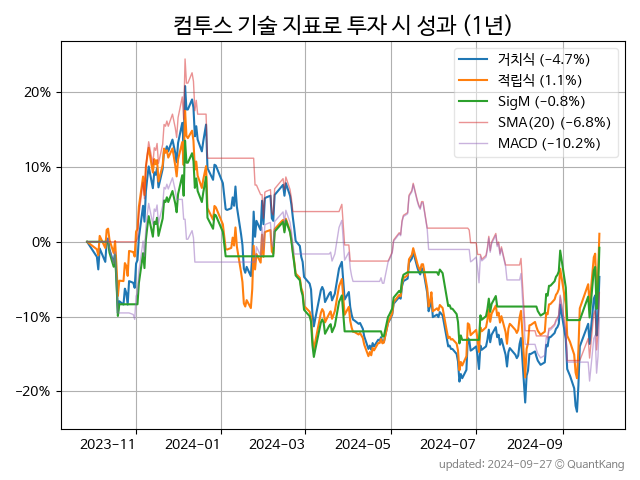 컴투스 기술 지표로 투자 시 성과 (1년)
거치식 (−4.7%)
적립식 (1.1%)
SigM (−0.8%)
SMA(20) (−6.8%)
MACD (−10.2%)
20%
10%
0%
−10%
−20%
2023-11 2024-01 2024-03 2024-05 2024-07 2024-09
updated: 2024-09-27 © QuantKang